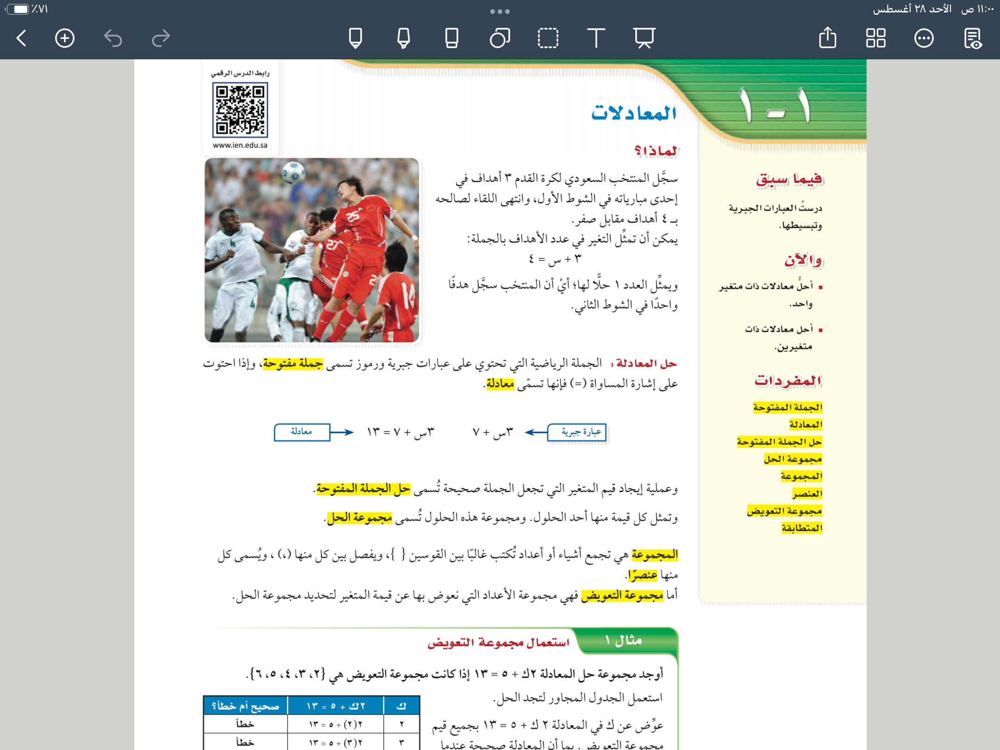 ١١:٠٠ ص الأحد ٢٨ أغسطس
٧١٪
رابط الدرس الرقمي
www.ien.edu.sa
١-١
المعادلات
لماذا؟
سجَّل المنتخب السعودي لكرة القدم ٣ أهداف في
إحدى مبارياته في الشوط الأول، وانتهى اللقاء لصالحه
بـ ٤ أهداف مقابل صفر.
يمكن أن تمثِّل التغير في عدد الأهداف بالجملة:
٣ + س = ٤
ويمثِّل العدد ١ حلًّا لها؛ أيْ أن المنتخب سجَّل هدفًا
واحدًا في الشوط الثاني.
25
27
14
4
4
2
فيما سبق
درستُ العبارات الجبرية
وتبسيطها.
والآن
▪ أحلُّ معادلات ذات متغير
واحد.
▪ أحل معادلات ذات
متغيرين.
المفردات
الجملة المفتوحة
المعادلة
حل الجملة المفتوحة
مجموعة الحل
المجموعة
العنصر
مجموعة التعويض
المتطابقة
حل المعادلة : الجملة الرياضية التي تحتوي على عبارات جبرية ورموز تسمى جملة مفتوحة، وإذا احتوت
على إشارة المساواة (=) فإنها تسمّى معادلة.
عبارة جبرية ٣س + ٧ ٣س + ٧ = ١٣ معادلة
وعملية إيجاد قيم المتغير التي تجعل الجملة صحيحة تُسمى حل الجملة المفتوحة.
وتمثل كل قيمة منها أحد الحلول. ومجموعة هذه الحلول تُسمى مجموعة الحل.
المجموعة هي تجمع أشياء أو أعداد تُكتب غالبًا بين القوسين { }، ويفصل بين كل منها (،) ، ويُسمى كل
منها عنصرًا.
أما مجموعة التعويض فهي مجموعة الأعداد التي نعوض بها عن قيمة المتغير لتحديد مجموعة الحل.
مثال ١ استعمال مجموعة التعويض
أوجد مجموعة حل المعادلة ٢ك + ٥ = ١٣ إذا كانت مجموعة التعويض هي {٢، ٣، ٤، ٥، ٦}.
استعمل الجدول المجاور لتجد الحل.
عوِّض عن ك في المعادلة ٢ ك + ٥ = ١٣ بجميع قيم
مجموعة التعويض. بما أن المعادلة صحيحة عندما
ك ٢ك + ٥ = ١٣ صحيح أم خطأ؟
٢ ٢(٢) + ٥ = ١٣ خطأ
٣ ٢(٣) + ٥ = ١٣ خطأ